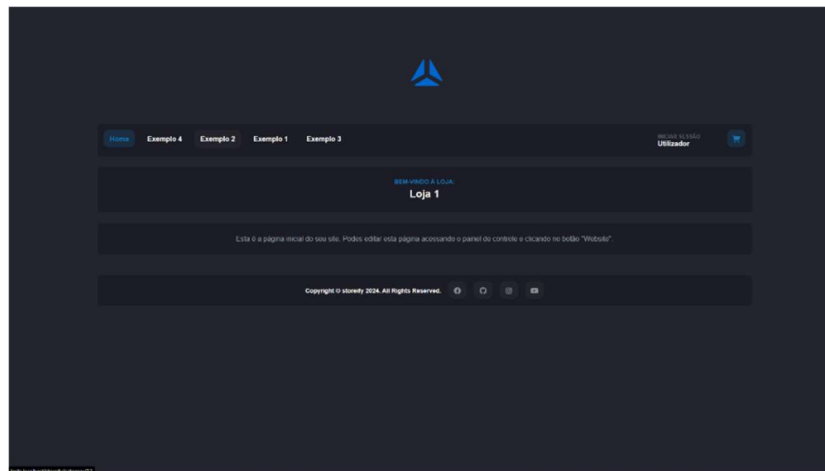 Home Exemplo 4 Exemplo 2 Exemplo 1 Exemplo 3
INICIAR SESSÃO
Utilizador
BEM-VINDO À LOJA:
Loja 1
Esta é a página inicial do seu site. Podes editar esta página acessando o painel de controle e clicando no botão "Website".
Copyright © storeify 2024. All Rights Reserved.